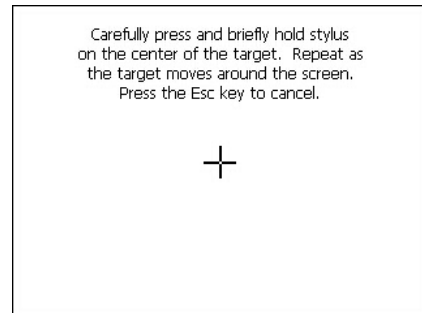 Carefully press and briefly hold stylus
on the center of the target.  Repeat as
the target moves around the screen.
Press the Esc key to cancel.